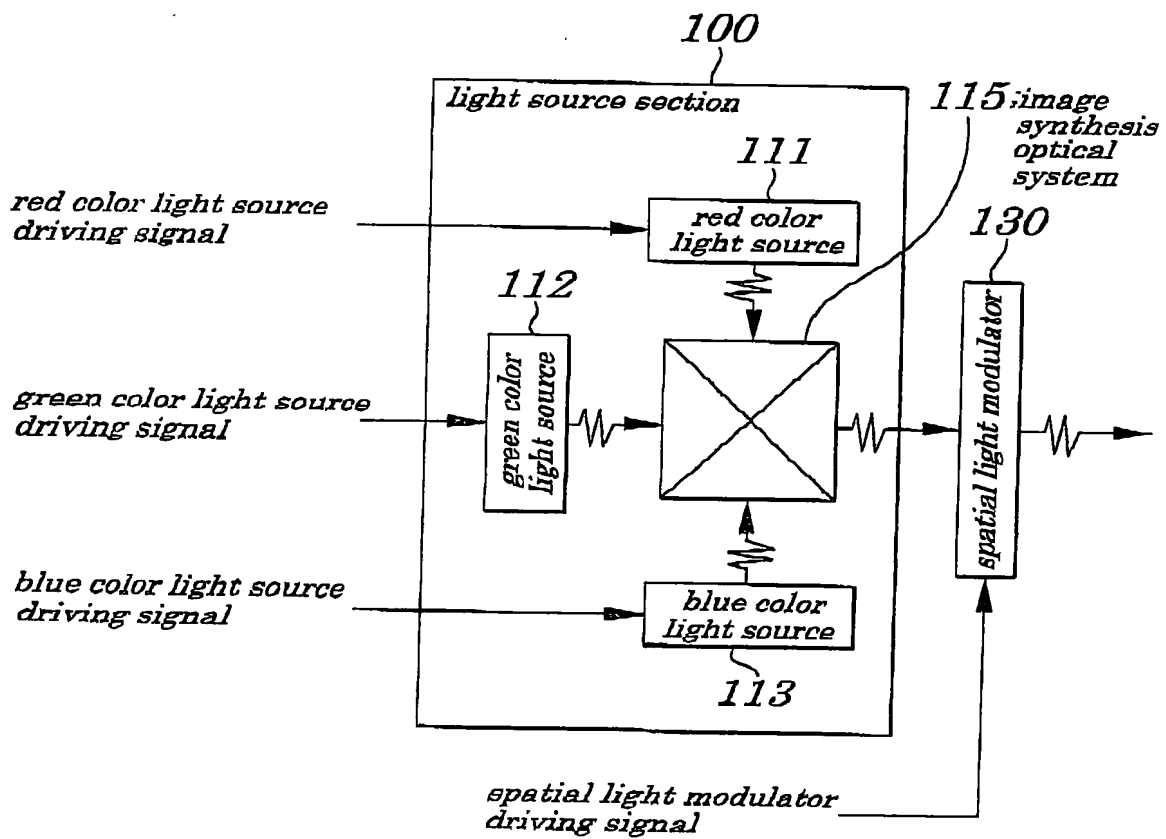 100
light source section
115;image
synthesis
optical
system
111
red color light source
driving signal
red color
light source
130
112
green color
light source
green color light source
driving signal
spatial light modulator
blue color light source
driving signal
blue color
light source
113
spatial light modulator
driving signal